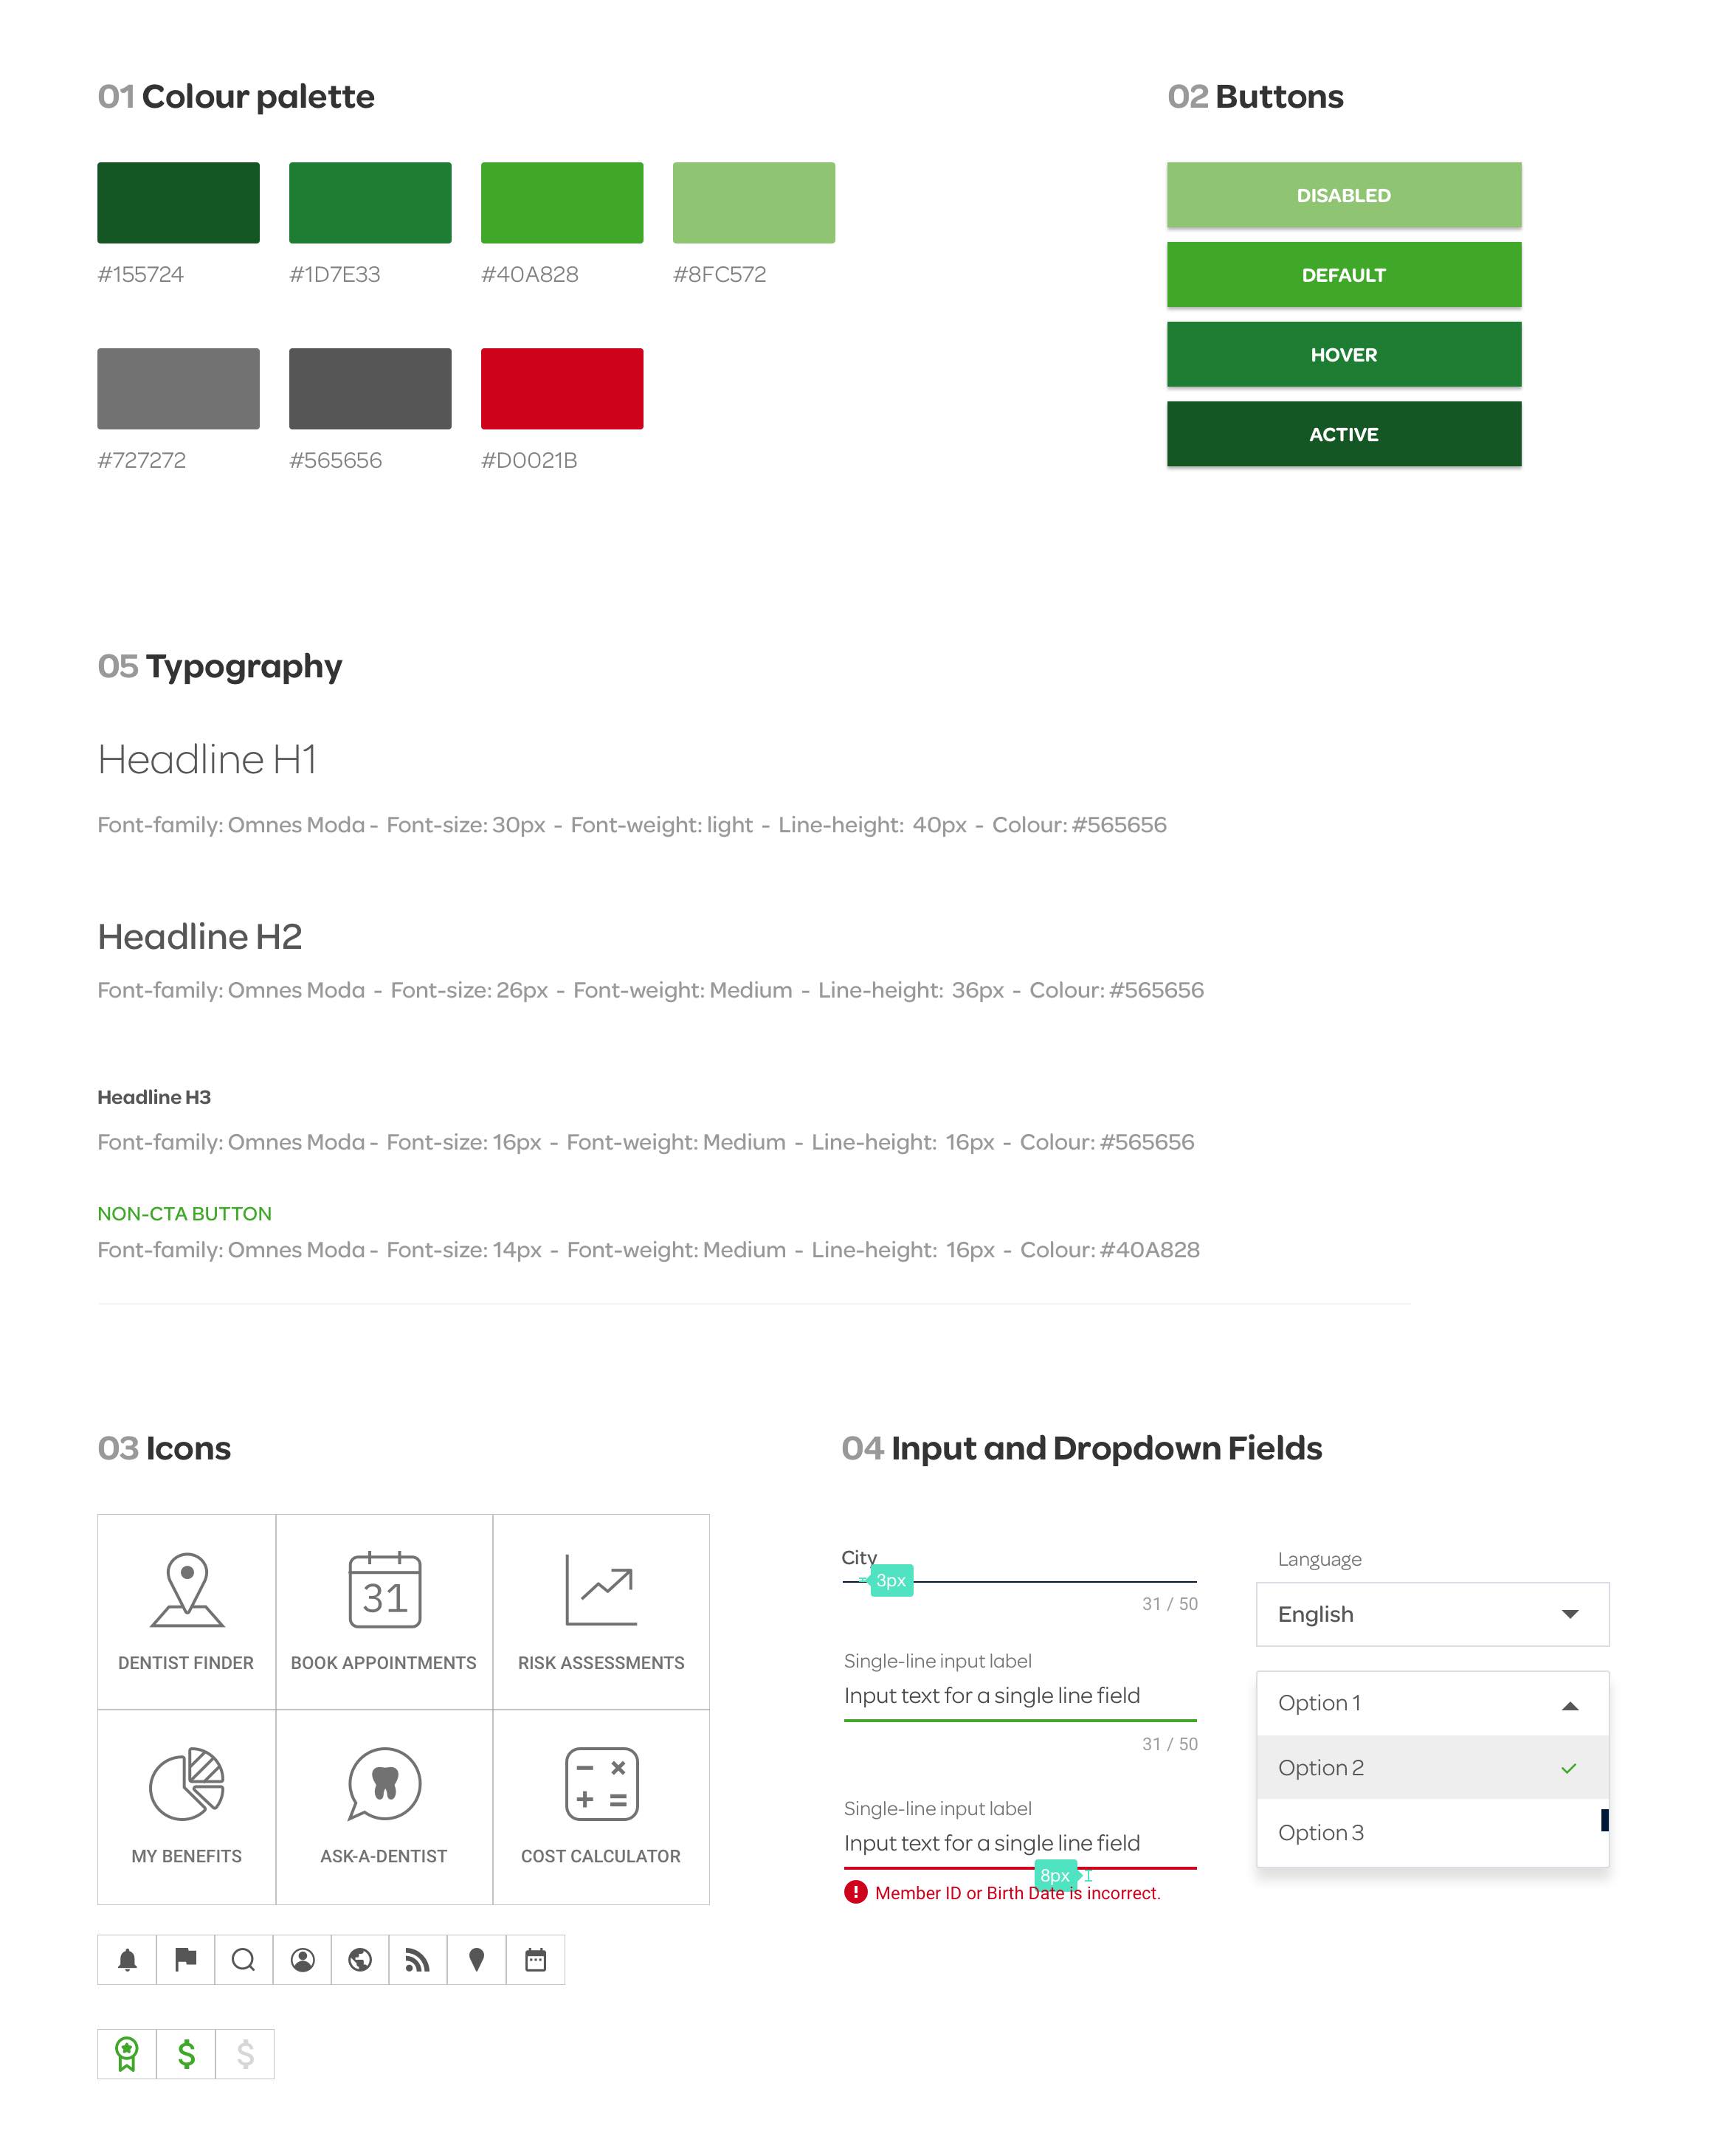 01 Colour palette
#155724
#1D7E33
#40A828
#8FC572
#727272
#565656
#D0021B
02 Buttons
DISABLED
DEFAULT
HOVER
ACTIVE
05 Typography
Headline H1
Font-family: Omnes Moda - Font-size: 30px - Font-weight: light - Line-height: 40px - Colour: #565656
Headline H2
Font-family: Omnes Moda - Font-size: 26px - Font-weight: Medium - Line-height: 36px - Colour: #565656
Headline H3
Font-family: Omnes Moda - Font-size: 16px - Font-weight: Medium - Line-height: 16px - Colour: #565656
NON-CTA BUTTON
Font-family: Omnes Moda - Font-size: 14px - Font-weight: Medium - Line-height: 16px - Colour: #40A828
03 Icons
31
DENTIST FINDER
BOOK APPOINTMENTS
RISK ASSESSMENTS
MY BENEFITS
ASK-A-DENTIST
COST CALCULATOR
04 Input and Dropdown Fields
City
3px
31 / 50
Single-line input label
Input text for a single line field
31 / 50
Single-line input label
Input text for a single line field
8px
Member ID or Birth Date is incorrect.
Language
English
Option 1
Option 2
Option 3